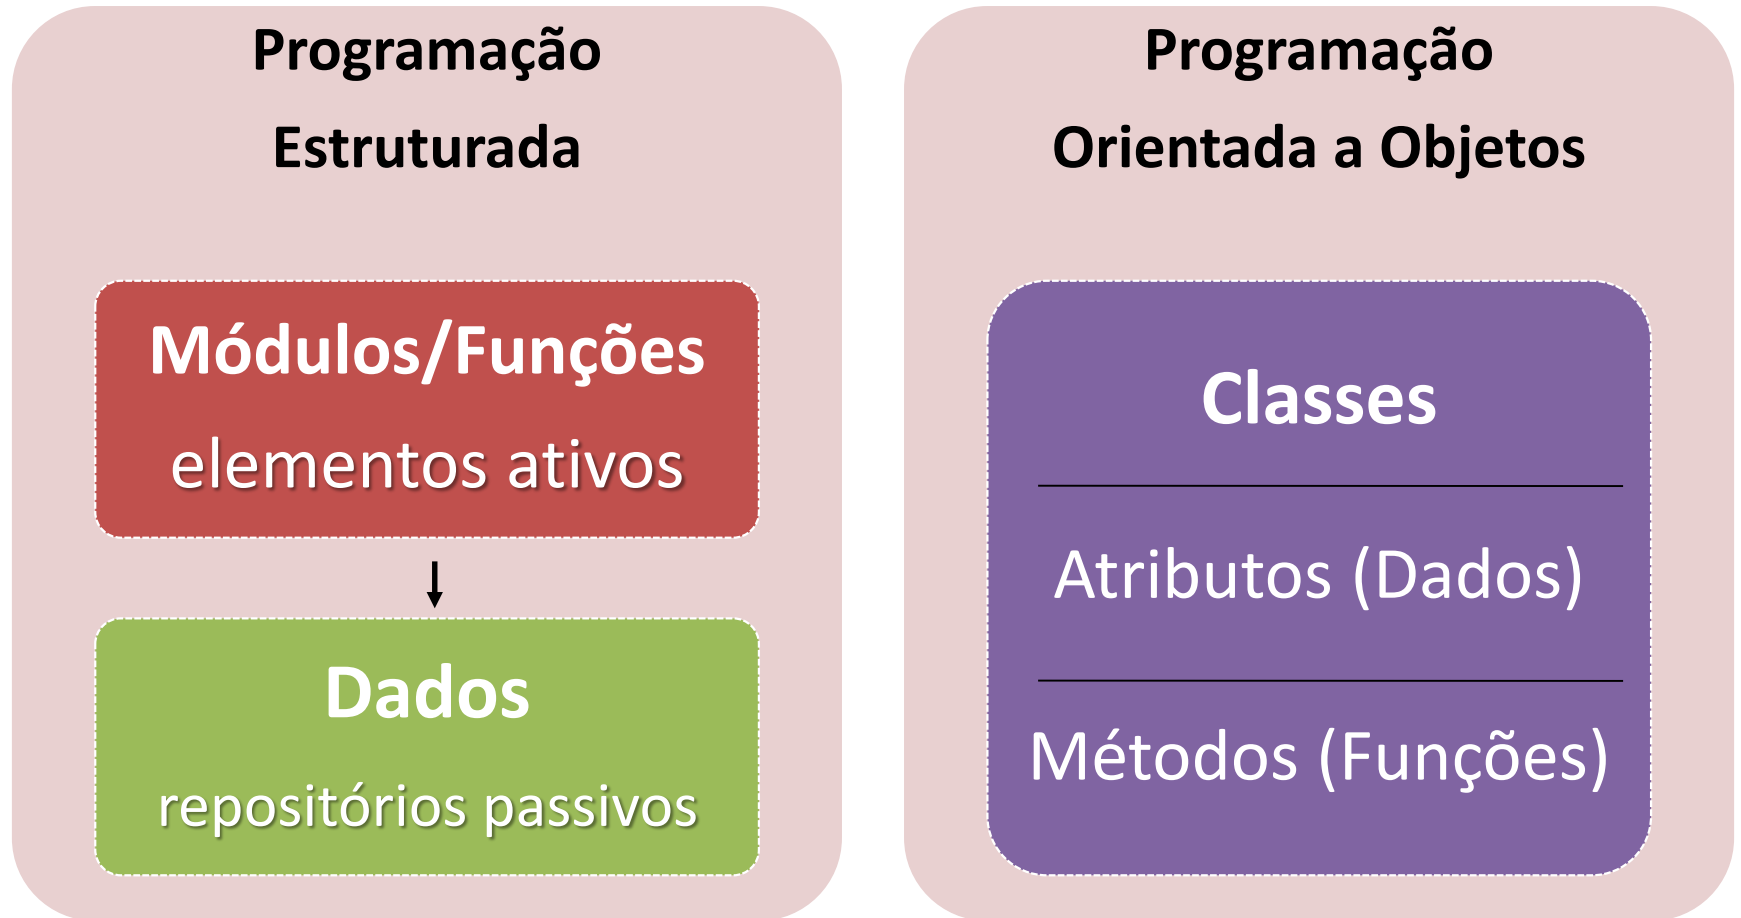 Programação
Estruturada
Módulos/Funções
elementos ativos
Dados
repositórios passivos
Programação
Orientada a Objetos
Classes
Atributos (Dados)
Métodos (Funções)